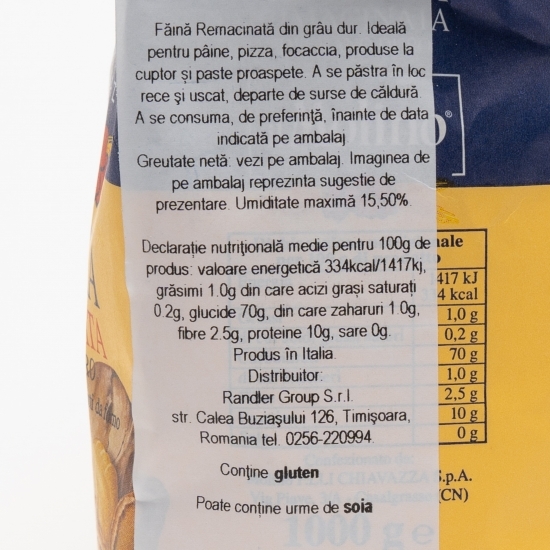 Făină Remacinată din grâu dur. Ideală
pentru pâine, pizza, focaccia, produse la
cuptor și paste proaspete. A se păstra în loc
rece și uscat, departe de surse de căldură.
A se consuma, de preferință, înainte de data
indicată pe ambalaj
Greutate netă: vezi pe ambalaj. Imaginea de
pe ambalaj reprezinta sugestie de
prezentare. Umiditate maximă 15,50%.
Declarație nutrițională medie pentru 100g de
produs: valoare energetică 334kcal/1417kj,
grăsimi 1.0g din care acizi grași saturați
0.2g, glucide 70g, din care zaharuri 1.0g,
fibre 2.5g, proteine 10g, sare 0g.
Produs în Italia.
Distribuitor:
Randler Group S.r.l.
str. Calea Buziașului 126, Timișoara,
Romania tel. 0256-220994.
Conține gluten
Poate conține urme de soia
417 kJ
4 kcal
1,0 g
0,2 g
70 g
1,0 g
2,5 g
10 g
0 g
Confezionato da:
CHIAVAZZA S.p.A.
(CN)
1000 g e